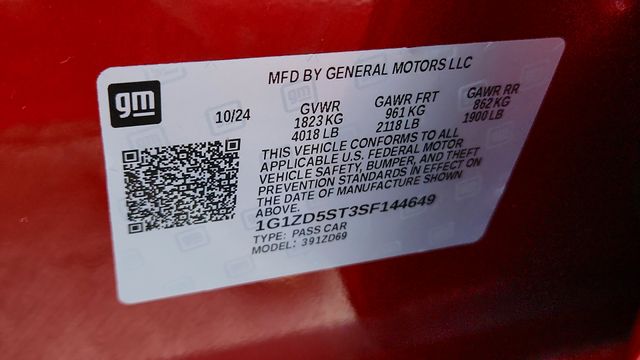 gm
MFD BY GENERAL MOTORS LLC
10/24 GVWR GAWR FRT GAWR RR
1823 KG 961 KG 862 KG
4018 LB 2118 LB 1900 LB
THIS VEHICLE CONFORMS TO ALL
APPLICABLE U.S. FEDERAL MOTOR
VEHICLE SAFETY, BUMPER, AND THEFT
PREVENTION STANDARDS IN EFFECT ON
THE DATE OF MANUFACTURE SHOWN
ABOVE.
1G1ZD5ST3SF144649
TYPE: PASS CAR
MODEL: 391ZD69